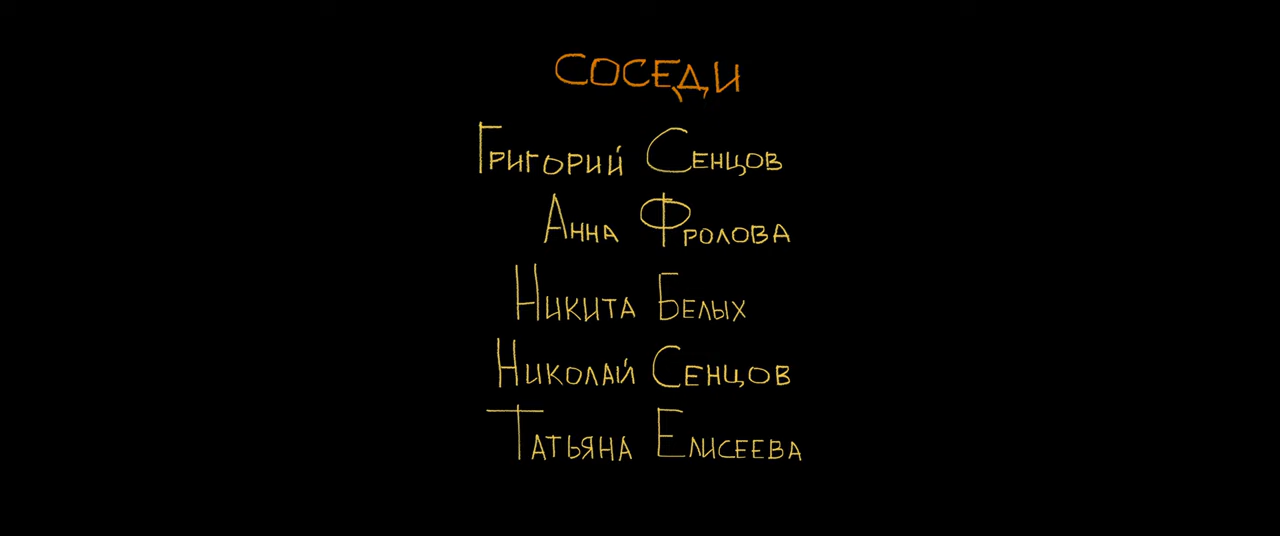 СОСЕДИ
ГРИГОРИЙ СЕНЦОВ
АННА ФРОЛОВА
НИКИТА БЕЛЫХ
НИКОЛАЙ СЕНЦОВ
ТАТЬЯНА ЕЛИСЕЕВА